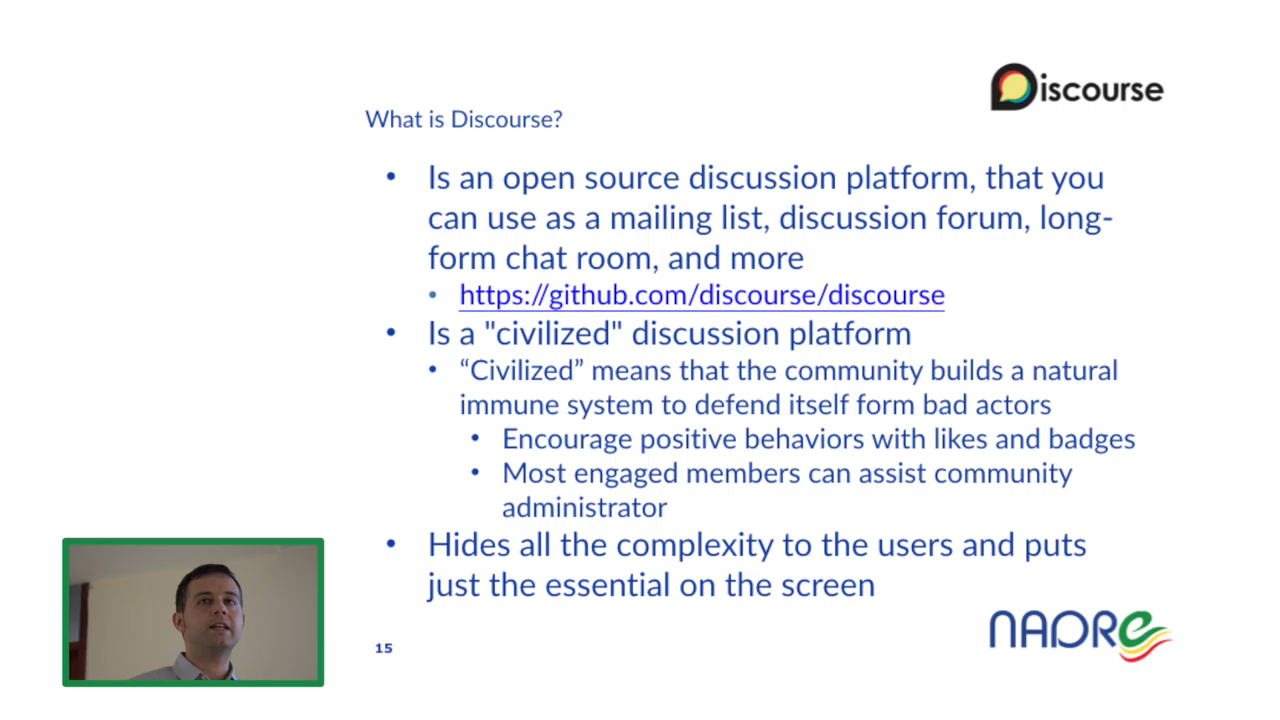 Discourse
What is Discourse?
• Is an open source discussion platform, that you
can use as a mailing list, discussion forum, long-
form chat room, and more
• https://github.com/discourse/discourse
• Is a "civilized" discussion platform
• “Civilized” means that the community builds a natural
immune system to defend itself form bad actors
• Encourage positive behaviors with likes and badges
• Most engaged members can assist community
administrator
• Hides all the complexity to the users and puts
just the essential on the screen
15
NADRe